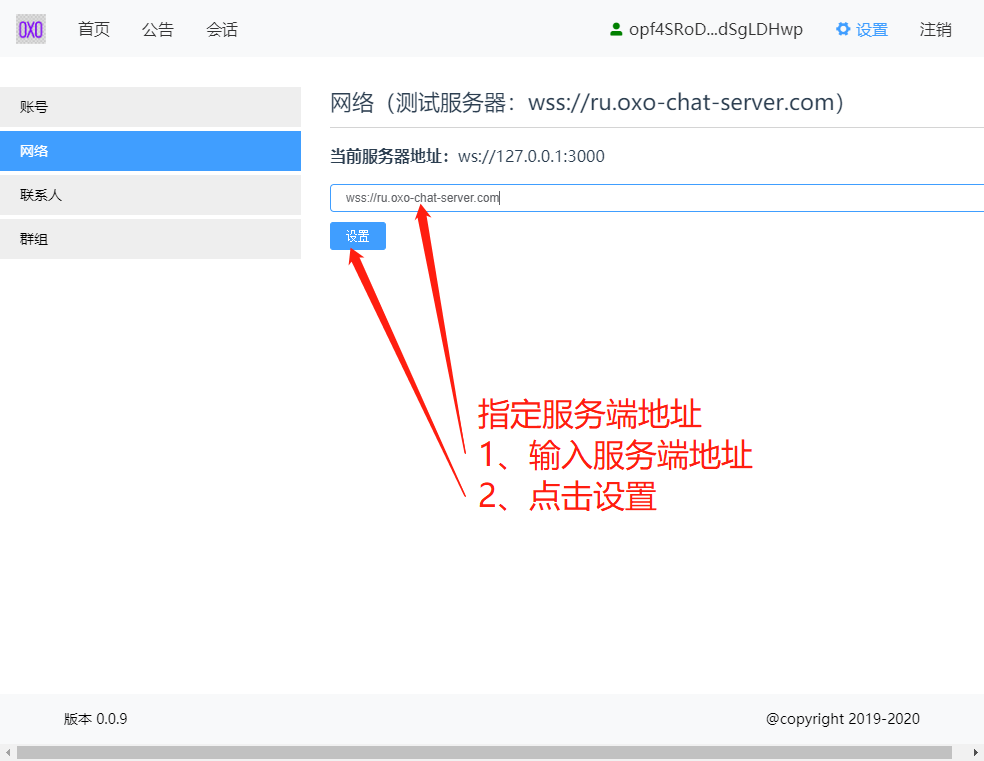 OXO 首页 公告 会话 opf4SRoD...dSgLDHwp 设置 注销
账号
网络
联系人
群组
网络（测试服务器：wss://ru.oxo-chat-server.com）
当前服务器地址：ws://127.0.0.1:3000
wss://ru.oxo-chat-server.com
设置
指定服务端地址
1、输入服务端地址
2、点击设置
版本 0.0.9
@copyright 2019-2020